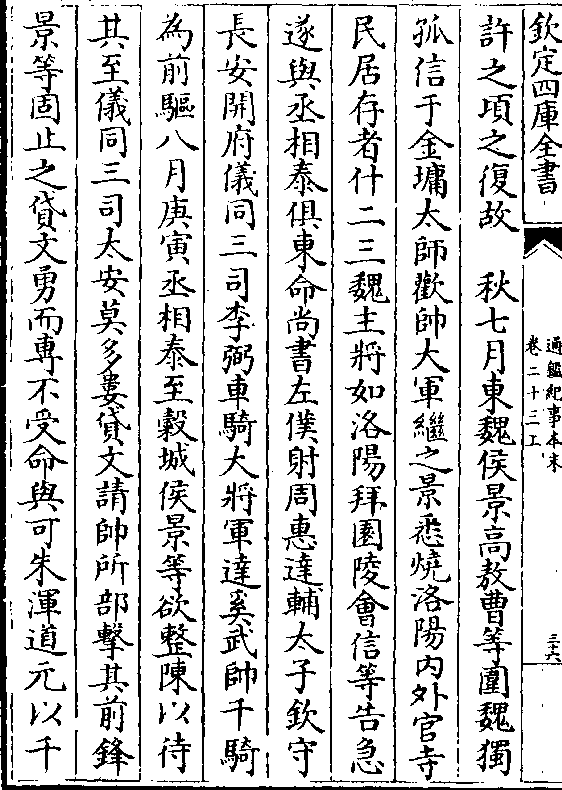 欽定四庫全書
通鑑紀事本末
卷二十三上
三六
許之頃之復故　秋七月東魏侯景高敖曹等圍魏獨
孤信于金墉太師歡帥大軍繼之景悉燒洛陽内外官寺
民居存者什二三魏主將如洛陽拜園陵會信等告急
遂與丞相泰俱東命尚書左僕射周惠達輔太子欽守
長安開府儀同三司李弼車騎大將軍達奚武帥千騎
為前驅八月庚寅丞相泰至穀城侯景等欲整陳以待
其至儀同三司太安莫多婁貸文請帥所部擊其前鋒
景等固止之貸文勇而專不受命與可朱渾道元以千